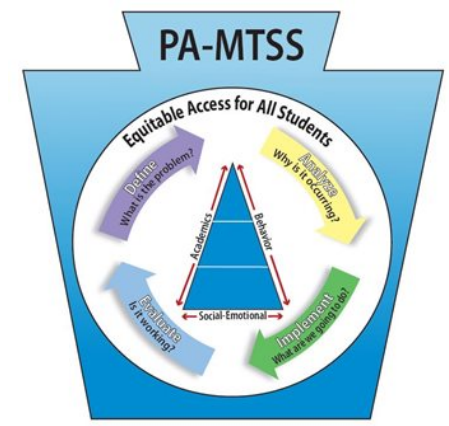 PA-MTSS
Equitable Access for All Students
Define
What is the problem?
Analyze
Why is it occurring?
Academics
Behavior
Social-Emotional
Evaluate
Is it working?
Implement
What are we going to do?